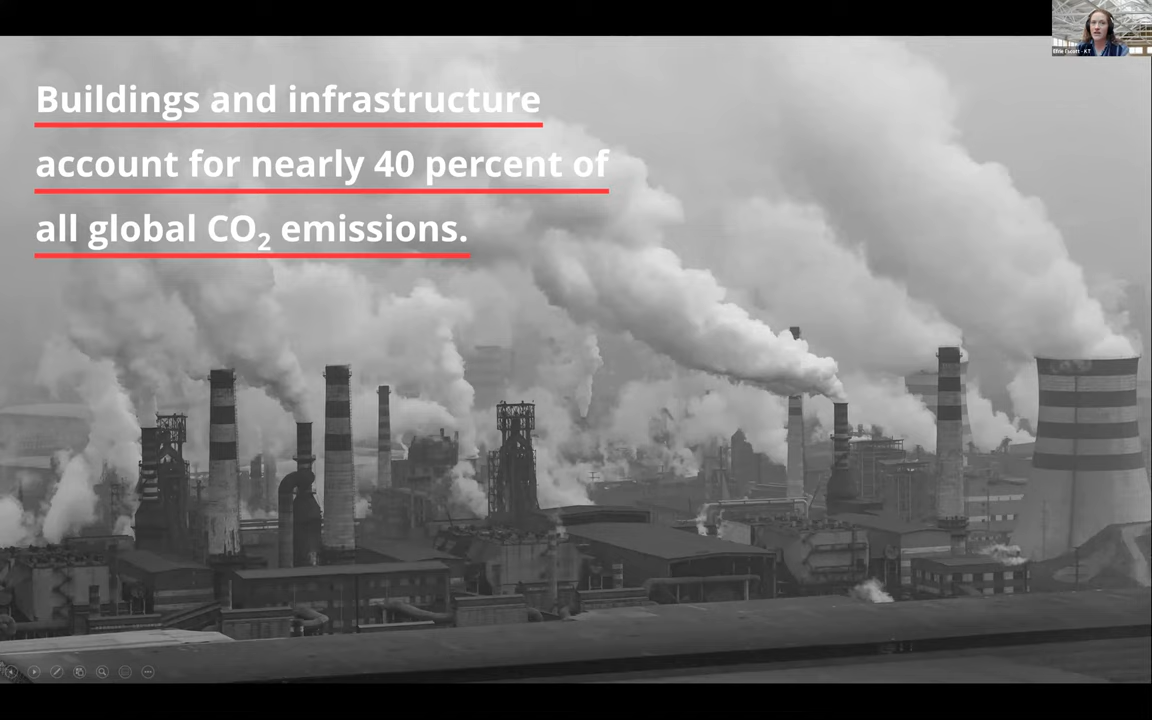 Buildings and infrastructure
account for nearly 40 percent of
all global CO₂ emissions.